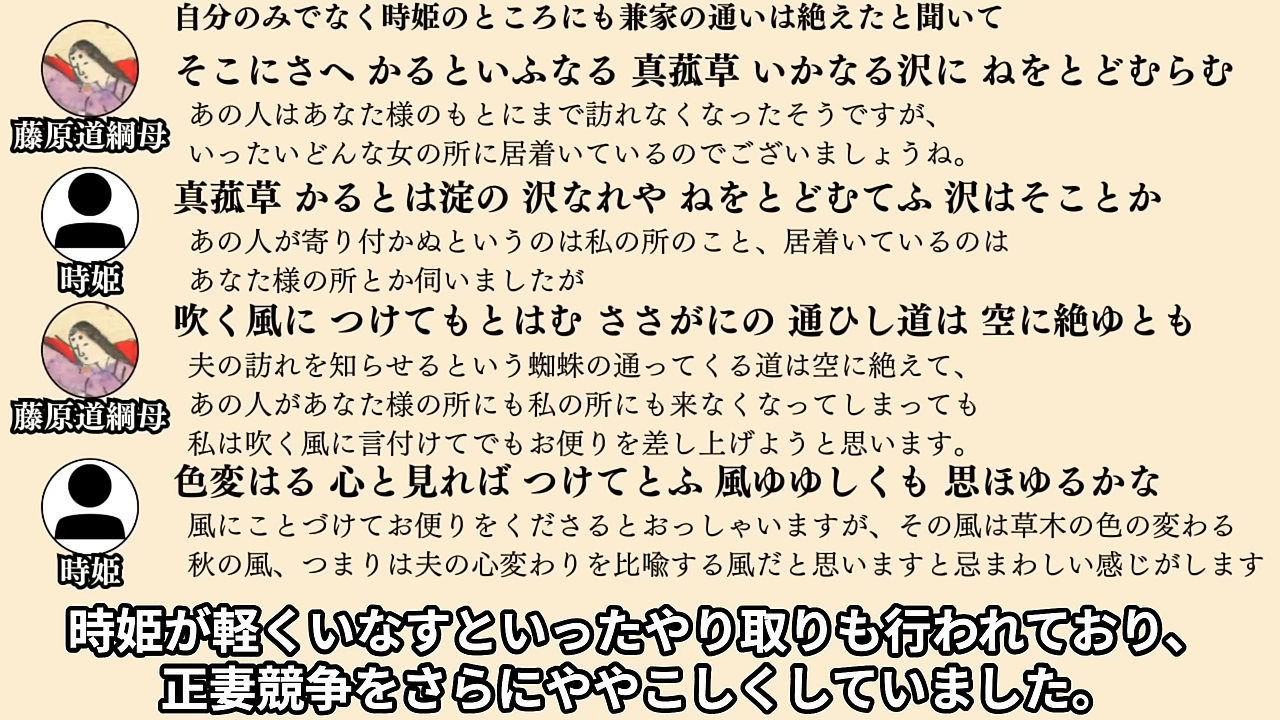 自分のみでなく時姫のところにも兼家の通いは絶えたと聞いて
そこにさへ かるといふなる 真菰草 いかなる沢に ねをとどむらむ
あの人はあなた様のもとにまで訪れなくなったそうですが、
いったいどんな女の所に居着いているのでございましょうね。
藤原道綱母
真菰草 かるとは淀の 沢なれや ねをとどむてふ 沢はそことか
あの人が寄り付かぬというのは私の所のこと、居着いているのは
あなた様の所とか伺いましたが
時姫
吹く風に つけてもとはむ ささがにの 通ひし道は 空に絶ゆとも
夫の訪れを知らせるという蜘蛛の通ってくる道は空に絶えて、
あの人があなた様の所にも私の所にも来なくなってしまっても
私は吹く風に言付けてでもお便りを差し上げようと思います。
藤原道綱母
色変はる 心と見れば つけてとふ 風ゆゆしくも 思ほゆるかな
風にことづけてお便りをくださるとおっしゃいますが、その風は草木の色の変わる
秋の風、つまりは夫の心変わりを比喩する風だと思いますと忌まわしい感じがします
時姫
時姫が軽くいなすといったやり取りも行われており、
正妻競争をさらにややこしくしていました。